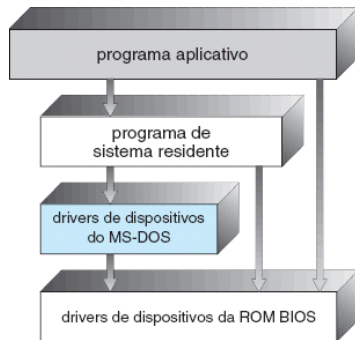 programa aplicativo
programa de
sistema residente
drivers de dispositivos
do MS-DOS
drivers de dispositivos da ROM BIOS